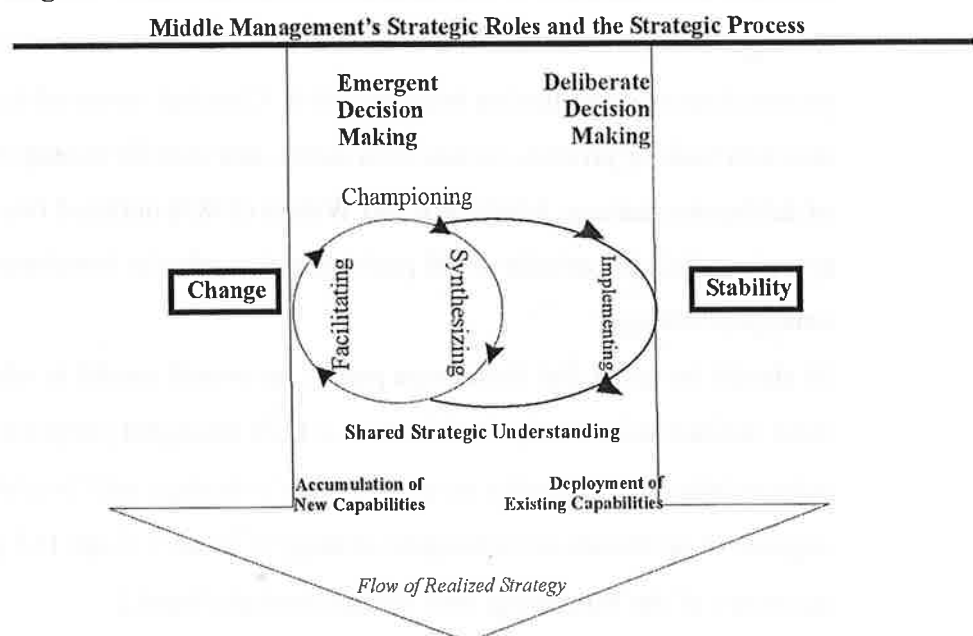 Middle Management's Strategic Roles and the Strategic Process
Emergent
Decision
Making
Deliberate
Decision
Making
Championing
Change
Facilitating
Synthesizing
Implementing
Stability
Shared Strategic Understanding
Accumulation of
New Capabilities
Deployment of
Existing Capabilities
Flow of Realized Strategy